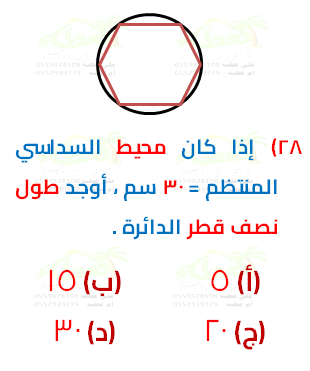 ٢٨) إذا كان محيط السداسي
المنتظم = ٣٠ سم ، أوجد طول
نصف قطر الدائرة .
(أ) ٥
(ب) ١٥
(ج) ٢٠
(د) ٣٠